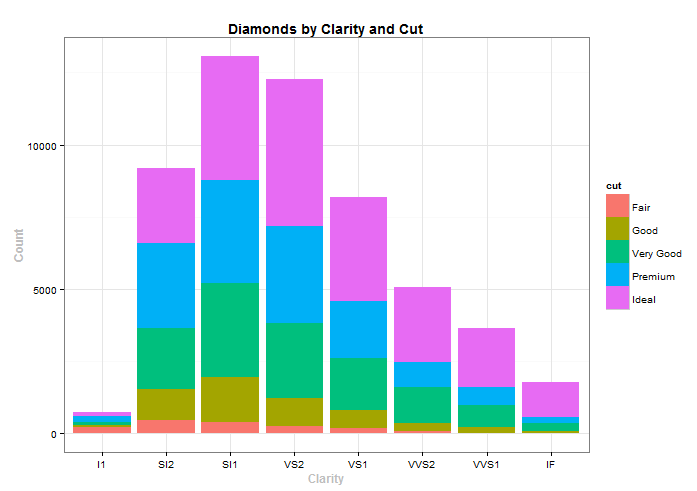 Diamonds by Clarity and Cut
Count
10000
5000
0
I1 SI2 SI1 VS2 VS1 VVS2 VVS1 IF
Clarity
cut
Fair
Good
Very Good
Premium
Ideal